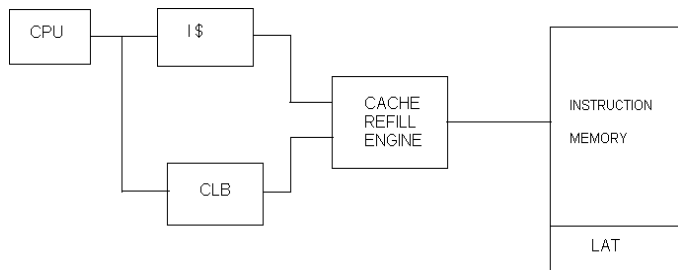 CPU
I$
CLB
CACHE
REFILL
ENGINE
INSTRUCTION
MEMORY
LAT